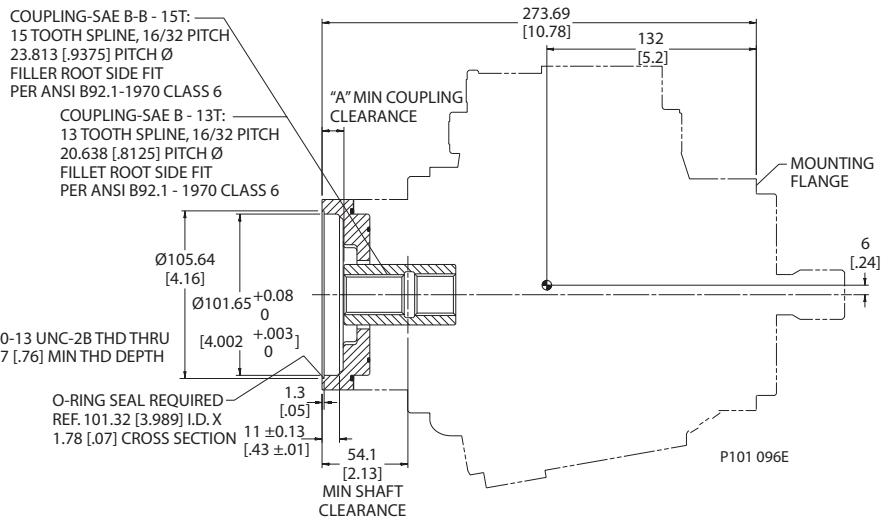 COUPLING-SAE B-B - 15T:
15 TOOTH SPLINE, 16/32 PITCH
23.813 [.9375] PITCH Ø
FILLER ROOT SIDE FIT
PER ANSI B92.1-1970 CLASS 6
COUPLING-SAE B - 13T:
13 TOOTH SPLINE, 16/32 PITCH
20.638 [.8125] PITCH Ø
FILLET ROOT SIDE FIT
PER ANSI B92.1 - 1970 CLASS 6
273.69
[10.78]
132
[5.2]
"A" MIN COUPLING
CLEARANCE
MOUNTING
FLANGE
6
[.24]
Ø105.64
[4.16]
Ø101.65 +0.08
0
[4.002 +.003
0 ]
0-13 UNC-2B THD THRU
7 [.76] MIN THD DEPTH
O-RING SEAL REQUIRED
REF. 101.32 [3.989] I.D. X
1.78 [.07] CROSS SECTION
1.3
[.05]
11 ±0.13
[.43 ±.01]
54.1
[2.13]
MIN SHAFT
CLEARANCE
P101 096E